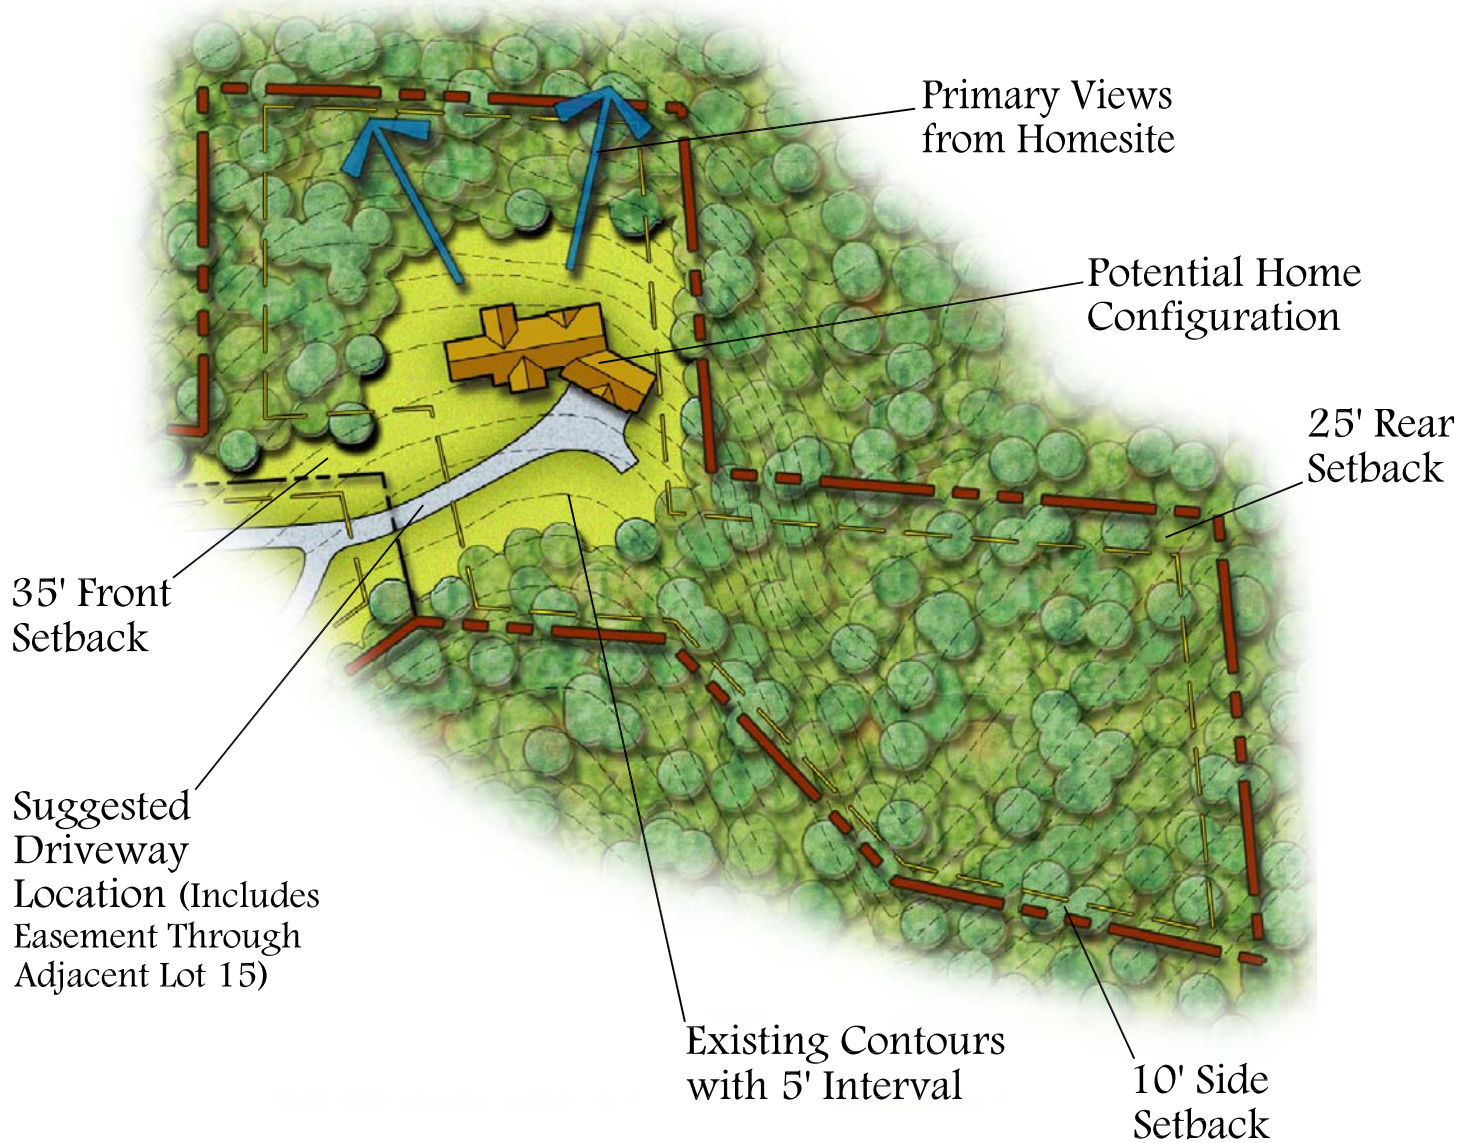 Primary Views
from Homesite
Potential Home
Configuration
25' Rear
Setback
35' Front
Setback
Suggested
Driveway
Location (Includes
Easement Through
Adjacent Lot 15)
Existing Contours
with 5' Interval
10' Side
Setback